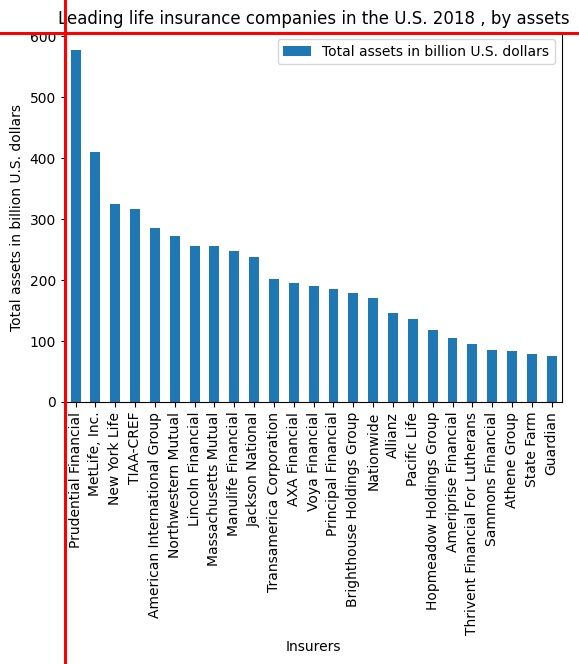 Leading life insurance companies in the U.S. 2018 , by assets
Total assets in billion U.S. dollars
Total assets in billion U.S. dollars
600
500
400
300
200
100
0
Prudential Financial
MetLife, Inc.
New York Life
TIAA-CREF
American International Group
Northwestern Mutual
Lincoln Financial
Massachusetts Mutual
Manulife Financial
Jackson National
Transamerica Corporation
AXA Financial
Voya Financial
Principal Financial
Brighthouse Holdings Group
Nationwide
Allianz
Pacific Life
Hopmeadow Holdings Group
Ameriprise Financial
Thrivent Financial For Lutherans
Sammons Financial
Athene Group
State Farm
Guardian
Insurers